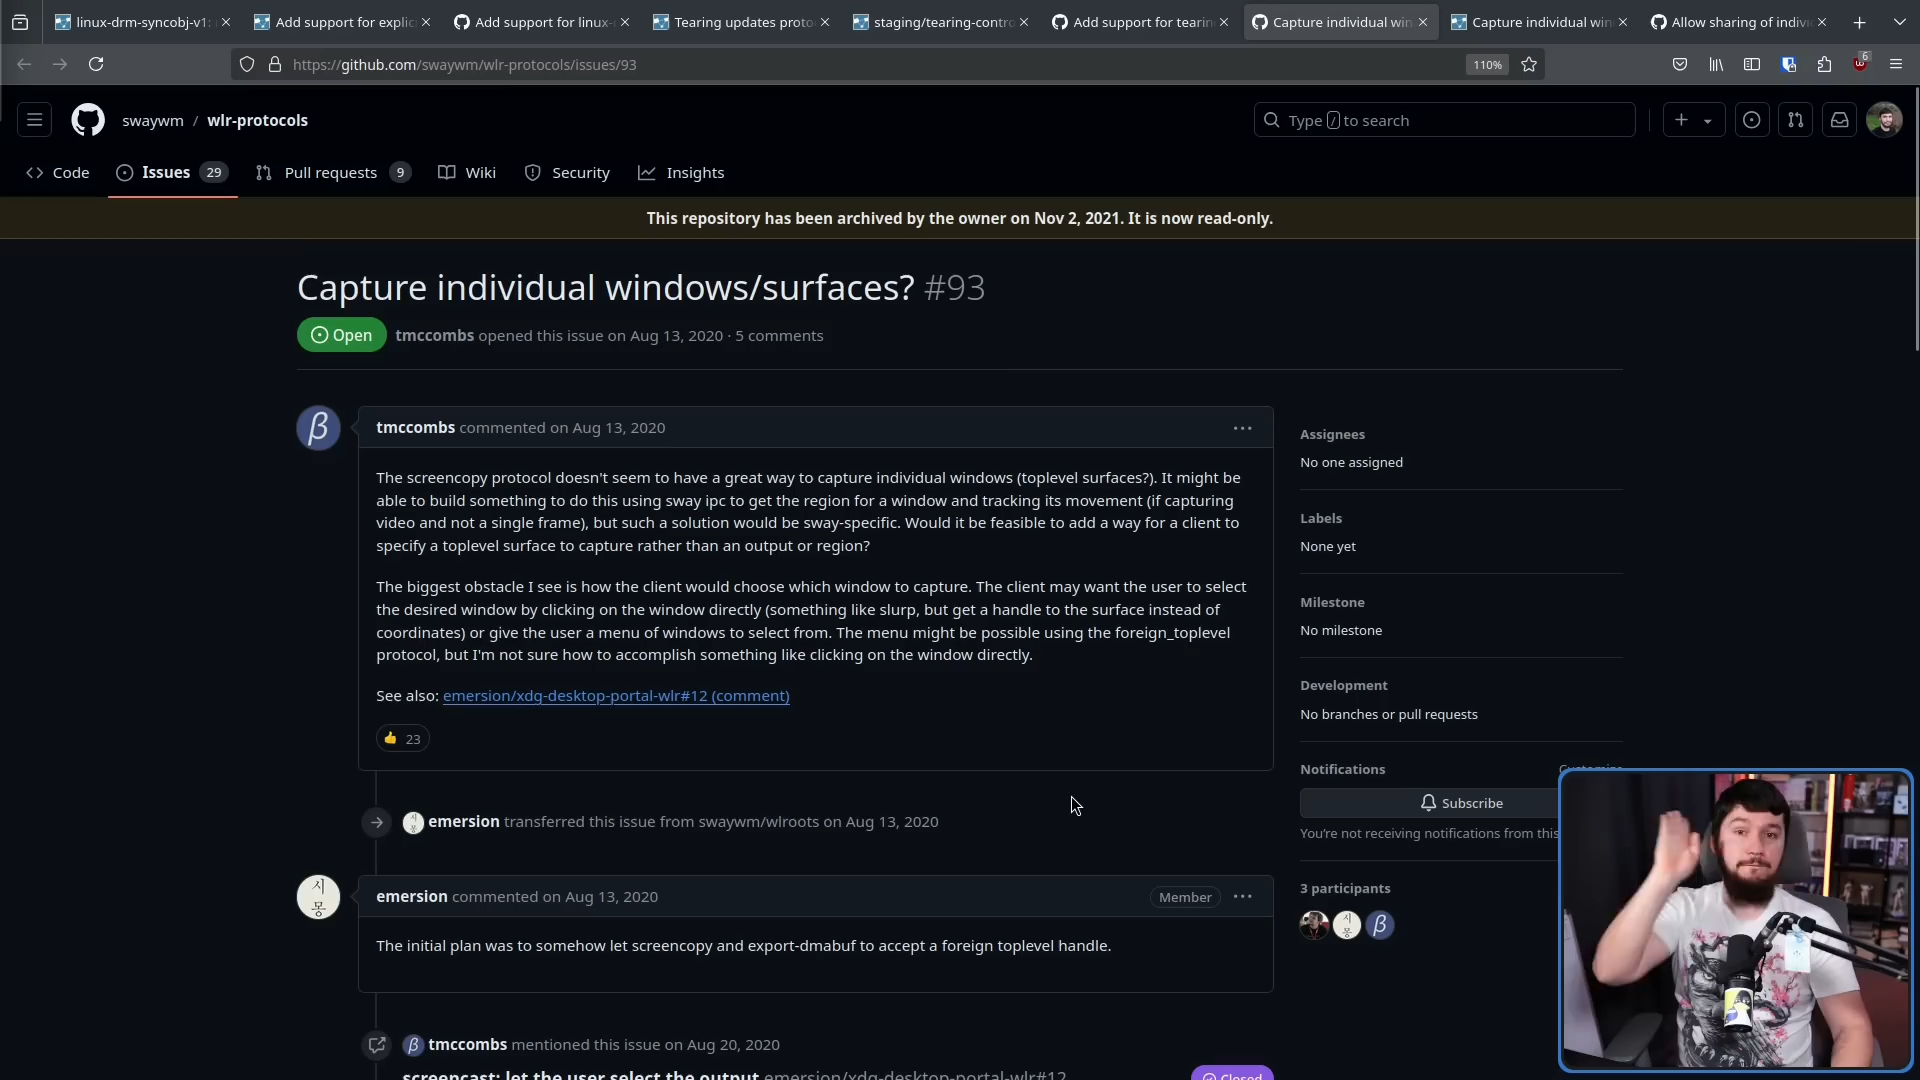 linux-drm-syncobj-v1:
Add support for explic
Add support for linux-
Tearing updates proto
staging/tearing-contro
Add support for tearin
Capture individual win
Capture individual win
Allow sharing of indivi
https://github.com/swaywm/wlr-protocols/issues/93
110%
6
swaywm / wlr-protocols
Type / to search
Code
Issues 29
Pull requests 9
Wiki
Security
Insights
This repository has been archived by the owner on Nov 2, 2021. It is now read-only.
Capture individual windows/surfaces? #93
Open
tmccombs opened this issue on Aug 13, 2020 · 5 comments
β
tmccombs commented on Aug 13, 2020
The screencopy protocol doesn't seem to have a great way to capture individual windows (toplevel surfaces?). It might be
able to build something to do this using sway ipc to get the region for a window and tracking its movement (if capturing
video and not a single frame), but such a solution would be sway-specific. Would it be feasible to add a way for a client to
specify a toplevel surface to capture rather than an output or region?
The biggest obstacle I see is how the client would choose which window to capture. The client may want the user to select
the desired window by clicking on the window directly (something like slurp, but get a handle to the surface instead of
coordinates) or give the user a menu of windows to select from. The menu might be possible using the foreign_toplevel
protocol, but I'm not sure how to accomplish something like clicking on the window directly.
See also: emersion/xdg-desktop-portal-wlr#12 (comment)
👍 23
emersion transferred this issue from swaywm/wlroots on Aug 13, 2020
시
몽
emersion commented on Aug 13, 2020
Member
The initial plan was to somehow let screencopy and export-dmabuf to accept a foreign toplevel handle.
β tmccombs mentioned this issue on Aug 20, 2020
screencast: let the user select the output emersion/xdg-desktop-portal-wlr#12
Closed
Assignees
No one assigned
Labels
None yet
Milestone
No milestone
Development
No branches or pull requests
Notifications
Customize
Subscribe
You're not receiving notifications from this
3 participants
시
몽
β